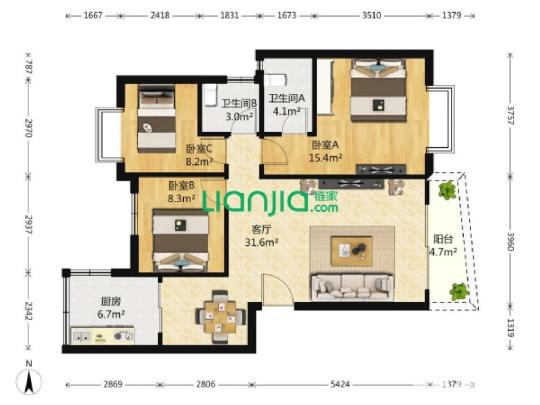 1667 2418 1831 1673 3510 1379
787
2970
2937
2342
3757
3960
1319
卫生间B
3.0m²
卫生间A
4.1m²
卧室C
8.2m²
卧室A
15.4m²
卧室B
8.3m²
Lianjia.com
链家
客厅
31.6m²
阳台
4.7m²
厨房
6.7m²
N
2869 2806 5424 1379